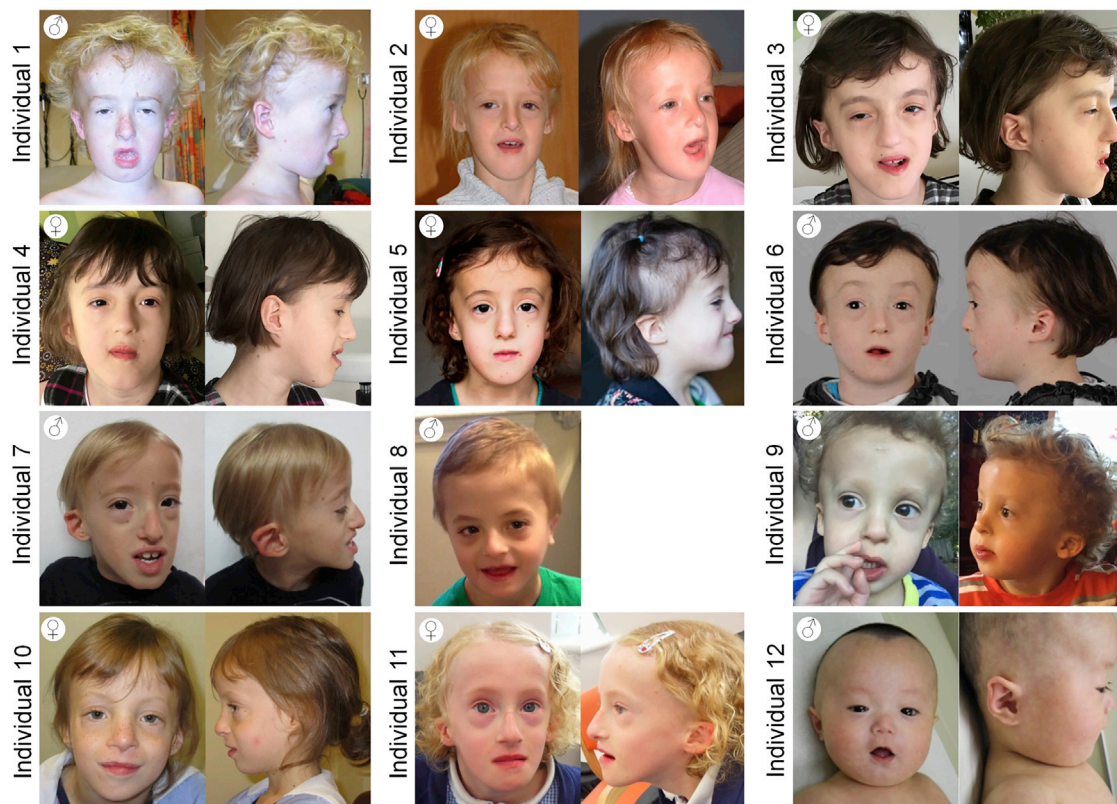 Individual 1
♂
Individual 2
♀
Individual 3
♀
Individual 4
♀
Individual 5
♀
Individual 6
♂
Individual 7
♂
Individual 8
♂
Individual 9
♂
Individual 10
♀
Individual 11
♀
Individual 12
♂